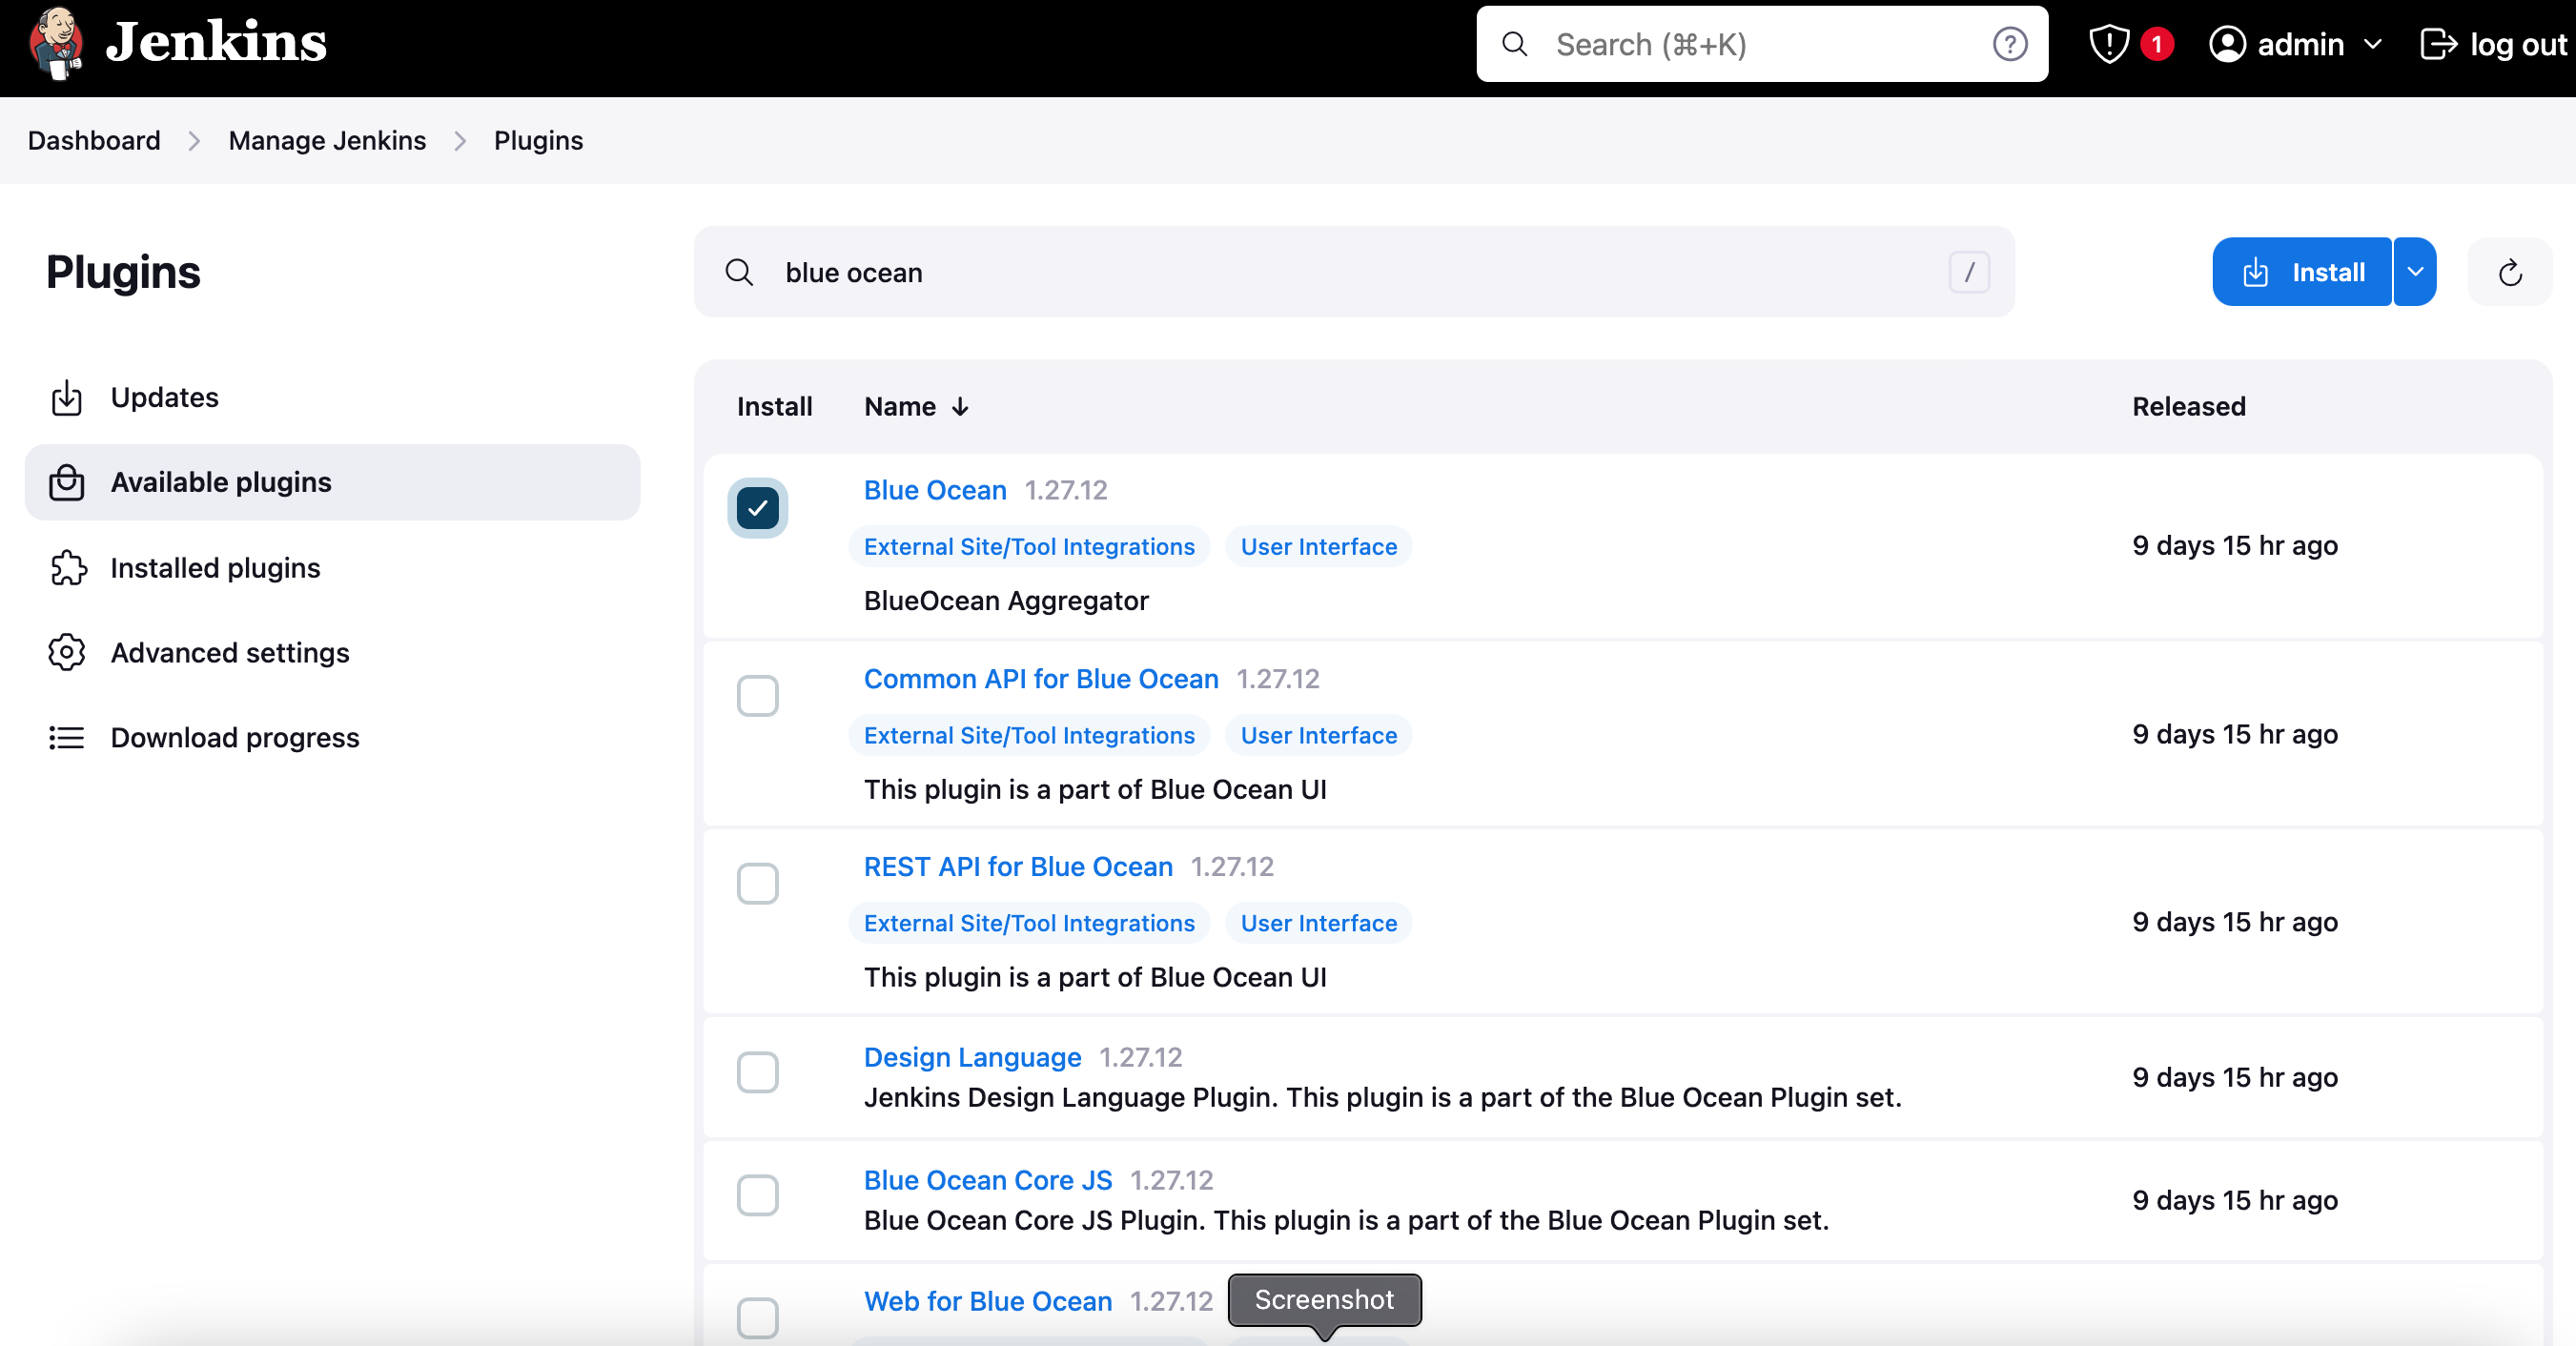 Jenkins
Search (⌘+K)
?
1
admin
log out
Dashboard > Manage Jenkins > Plugins
Plugins
blue ocean
/
Install
Updates
Available plugins
Installed plugins
Advanced settings
Download progress
Install Name ↓ Released
Blue Ocean 1.27.12
External Site/Tool Integrations User Interface
BlueOcean Aggregator
9 days 15 hr ago
Common API for Blue Ocean 1.27.12
External Site/Tool Integrations User Interface
This plugin is a part of Blue Ocean UI
9 days 15 hr ago
REST API for Blue Ocean 1.27.12
External Site/Tool Integrations User Interface
This plugin is a part of Blue Ocean UI
9 days 15 hr ago
Design Language 1.27.12
Jenkins Design Language Plugin. This plugin is a part of the Blue Ocean Plugin set.
9 days 15 hr ago
Blue Ocean Core JS 1.27.12
Blue Ocean Core JS Plugin. This plugin is a part of the Blue Ocean Plugin set.
9 days 15 hr ago
Web for Blue Ocean 1.27.12
Screenshot